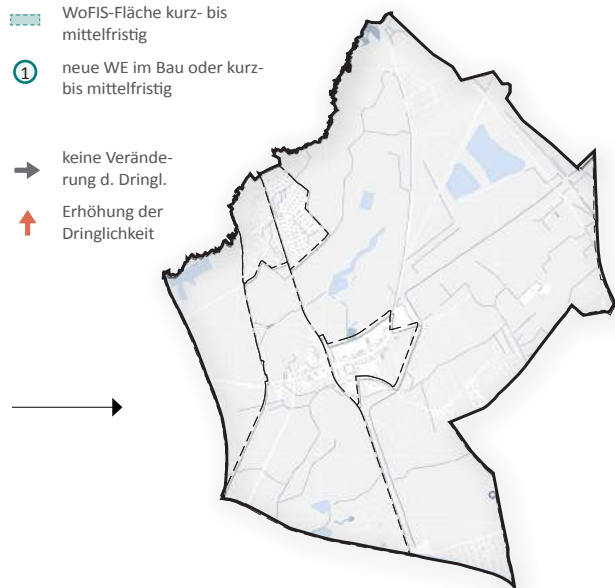 WoFIS-Fläche kurz- bis
mittelfristig
1
neue WE im Bau oder kurz-
bis mittelfristig
keine Verände-
rung d. Dringl.
Erhöhung der
Dringlichkeit